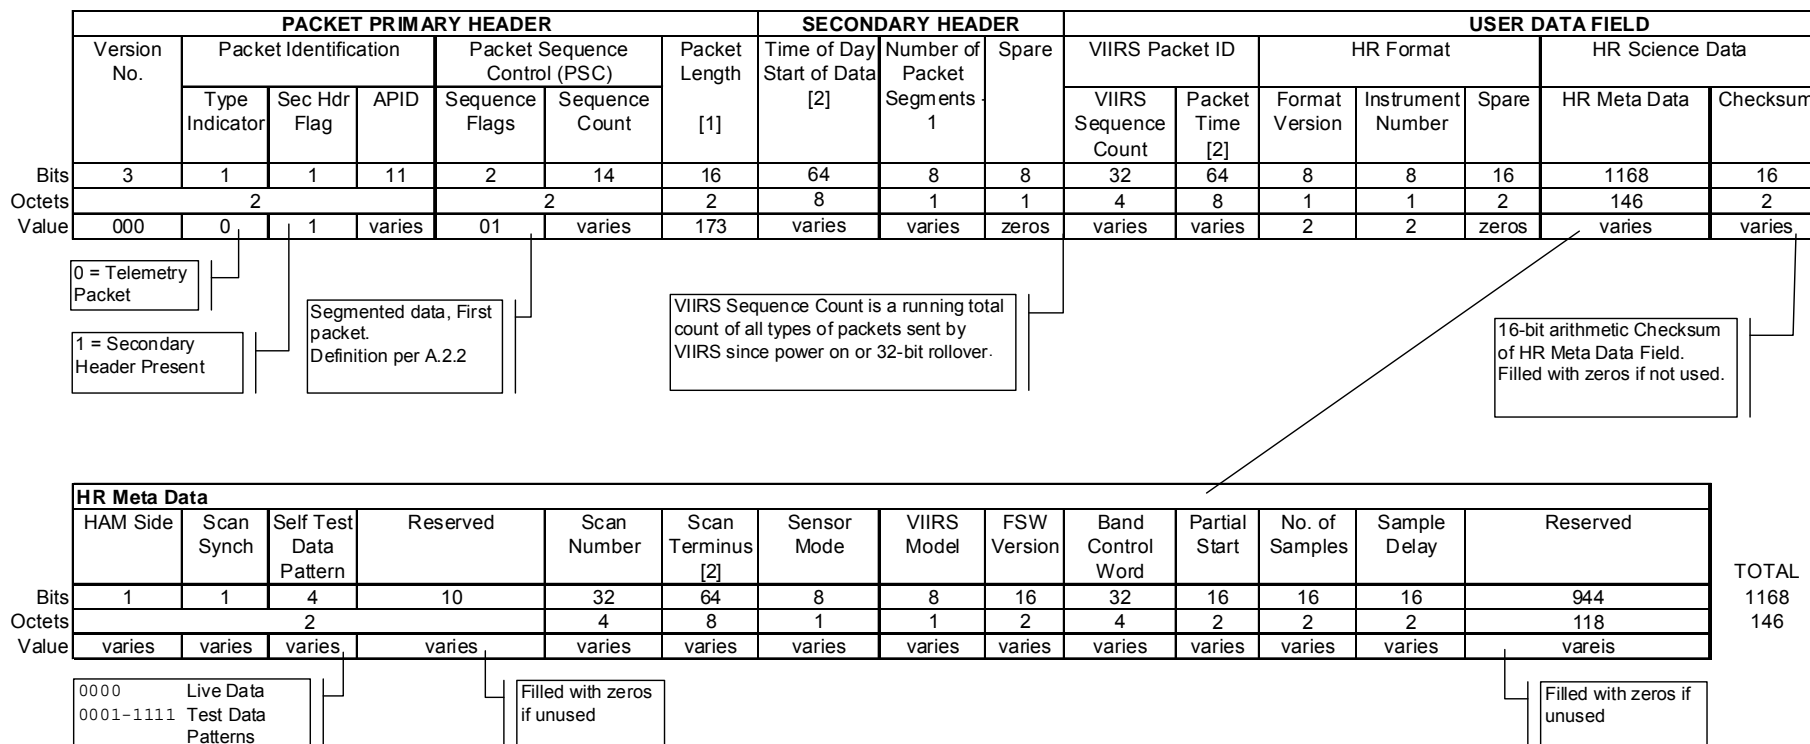 PACKET PRIMARY HEADER SECONDARY HEADER USER DATA FIELD
Version No. Packet Identification Packet Sequence Control (PSC) Packet Length [1] Time of Day Start of Data [2] Number of Packet Segments - 1 Spare VIIRS Packet ID HR Format HR Science Data
Type Indicator Sec Hdr Flag APID Sequence Flags Sequence Count VIIRS Sequence Count Packet Time [2] Format Version Instrument Number Spare HR Meta Data Checksum
Bits 3 1 1 11 2 14 16 64 8 8 32 64 8 8 16 1168 16
Octets 2 2 2 8 1 1 4 8 1 1 2 146 2
Value 000 0 1 varies 01 varies 173 varies varies zeros varies varies 2 2 zeros varies varies
0 = Telemetry
Packet
1 = Secondary
Header Present
Segmented data, First
packet.
Definition per A.2.2
VIIRS Sequence Count is a running total
count of all types of packets sent by
VIIRS since power on or 32-bit rollover.
16-bit arithmetic Checksum
of HR Meta Data Field.
Filled with zeros if not used.
HR Meta Data
HAM Side Scan Synch Self Test Data Pattern Reserved Scan Number Scan Terminus [2] Sensor Mode VIIRS Model FSW Version Band Control Word Partial Start No. of Samples Sample Delay Reserved TOTAL
Bits 1 1 4 10 32 64 8 8 16 32 16 16 16 944 1168
Octets 2 4 8 1 1 2 4 2 2 2 118 146
Value varies varies varies varies varies varies varies varies varies varies varies varies varies vareis
0000 Live Data
0001-1111 Test Data
Patterns
Filled with zeros
if unused
Filled with zeros if
unused